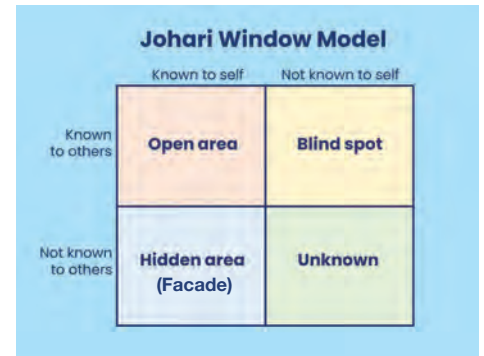 Johari Window Model
Known to self Not known to self
Known
to others
Open area Blind spot
Not known
to others
Hidden area
(Facade)
Unknown